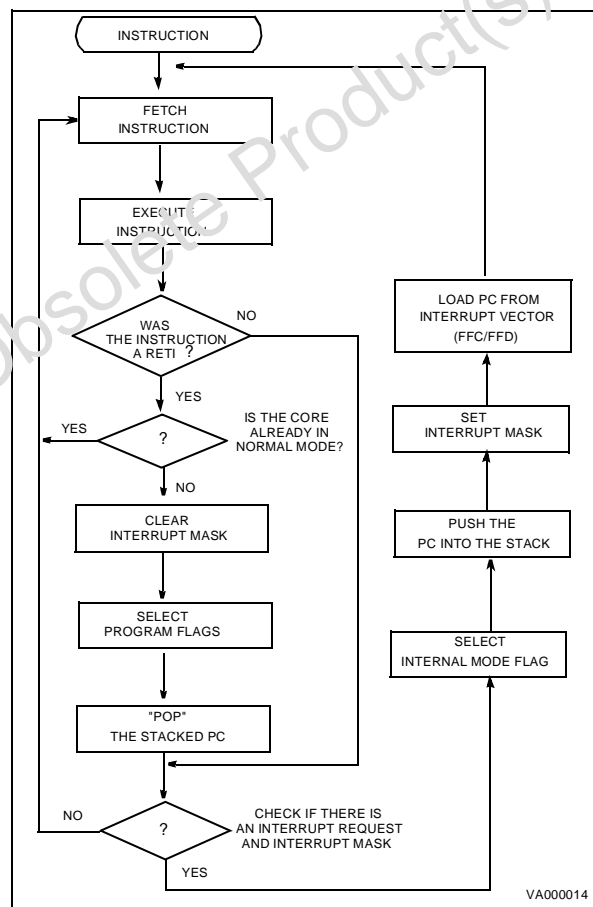 INSTRUCTION
FETCH
INSTRUCTION
EXECUTE
INSTRUCTION
WAS
THE INSTRUCTION
A RETI ?
NO
YES
YES
?
IS THE CORE
ALREADY IN
NORMAL MODE?
NO
CLEAR
INTERRUPT MASK
SELECT
PROGRAM FLAGS
"POP"
THE STACKED PC
NO
?
CHECK IF THERE IS
AN INTERRUPT REQUEST
AND INTERRUPT MASK
YES
LOAD PC FROM
INTERRUPT VECTOR
(FFC/FFD)
SET
INTERRUPT MASK
PUSH THE
PC INTO THE STACK
SELECT
INTERNAL MODE FLAG
VA000014
Obsolete Product(s)